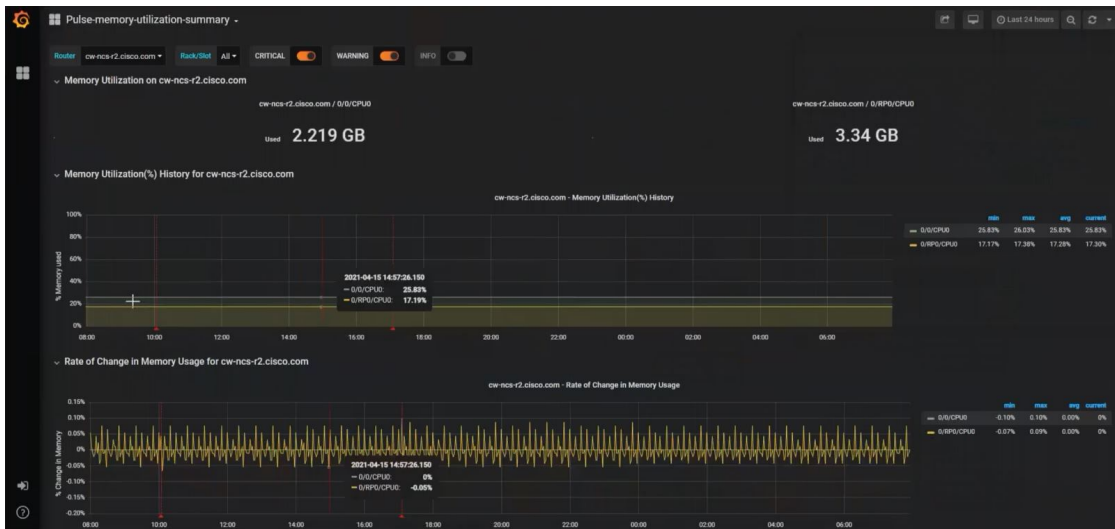 Pulse-memory-utilization-summary
Last 24 hours
Router cw-ncs-r2.cisco.com Rack/Slot All CRITICAL WARNING INFO
Memory Utilization on cw-ncs-r2.cisco.com
cw-ncs-r2.cisco.com / 0/0/CPU0
cw-ncs-r2.cisco.com / 0/RP0/CPU0
Used 2.219 GB
Used 3.34 GB
Memory Utilization(%) History for cw-ncs-r2.cisco.com
cw-ncs-r2.cisco.com - Memory Utilization(%) History
% Memory used
100%
80%
60%
40%
20%
0%
08:00 10:00 12:00 14:00 16:00 18:00 20:00 22:00 00:00 02:00 04:00 06:00
2021-04-15 14:57:26.150
0/0/CPU0: 25.83%
0/RP0/CPU0: 17.19%
min max avg current
0/0/CPU0 25.83% 26.03% 25.83% 25.83%
0/RP0/CPU0 17.17% 17.38% 17.28% 17.30%
Rate of Change in Memory Usage for cw-ncs-r2.cisco.com
cw-ncs-r2.cisco.com - Rate of Change in Memory Usage
% Change in Memory
0.15%
0.10%
0.05%
0%
-0.05%
-0.10%
-0.15%
-0.20%
08:00 10:00 12:00 14:00 16:00 18:00 20:00 22:00 00:00 02:00 04:00 06:00
2021-04-15 14:57:26.150
0/0/CPU0: 0%
0/RP0/CPU0: -0.05%
min max avg current
0/0/CPU0 -0.10% 0.10% 0.00% 0%
0/RP0/CPU0 -0.07% 0.09% 0.00% 0%